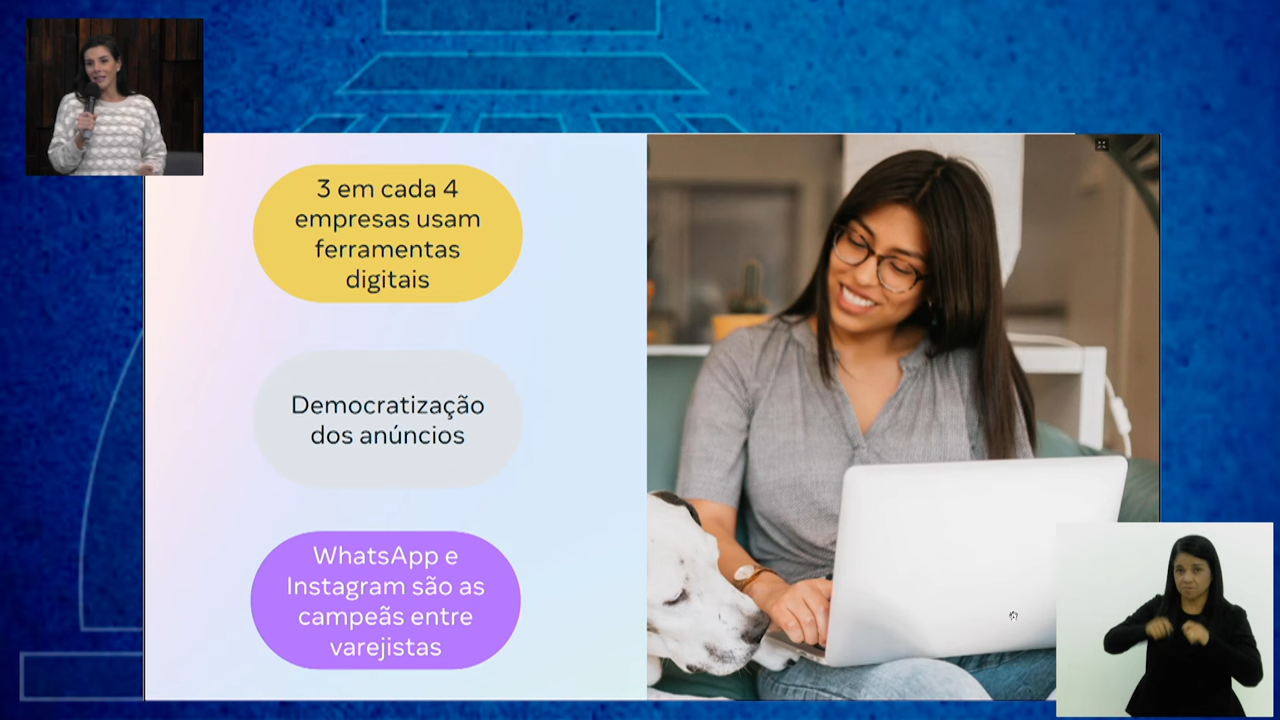 3 em cada 4
empresas usam
ferramentas
digitais
Democratização
dos anúncios
WhatsApp e
Instagram são as
campeãs entre
varejistas